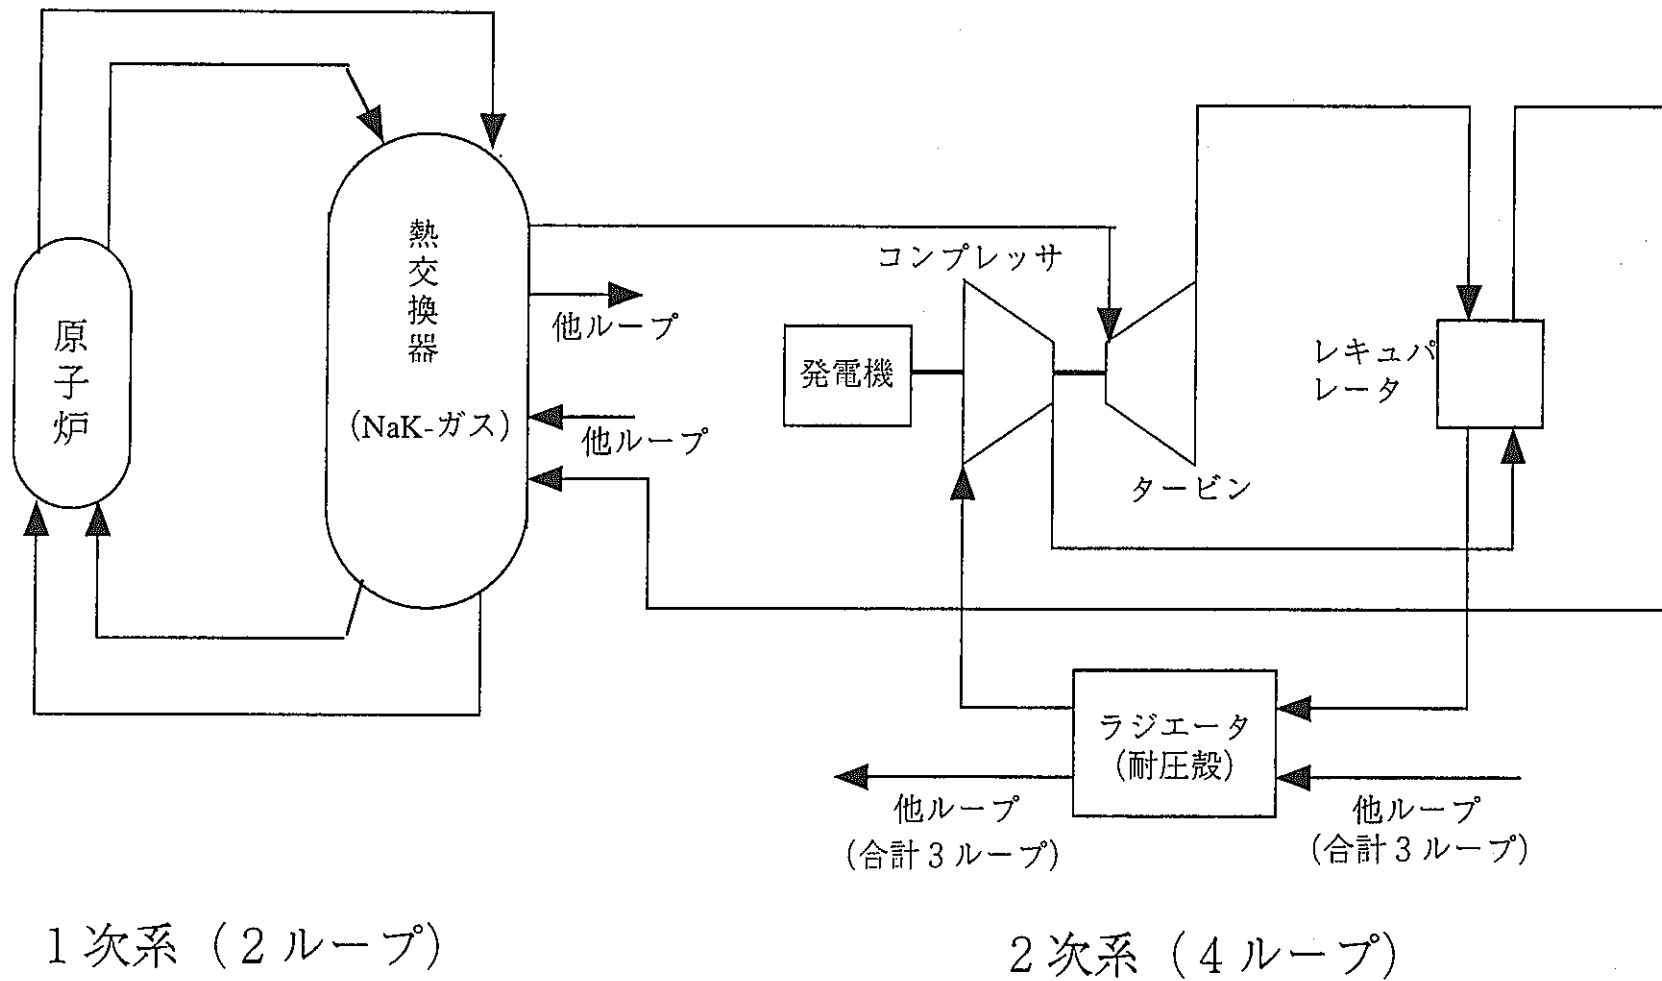 原子炉
熱交換器
(NaK-ガス)
他ループ
他ループ
コンプレッサ
発電機
タービン
レキュパ
レータ
ラジエータ
(耐圧殻)
他ループ
(合計3ループ)
他ループ
(合計3ループ)
1次系(2ループ)
2次系(4ループ)